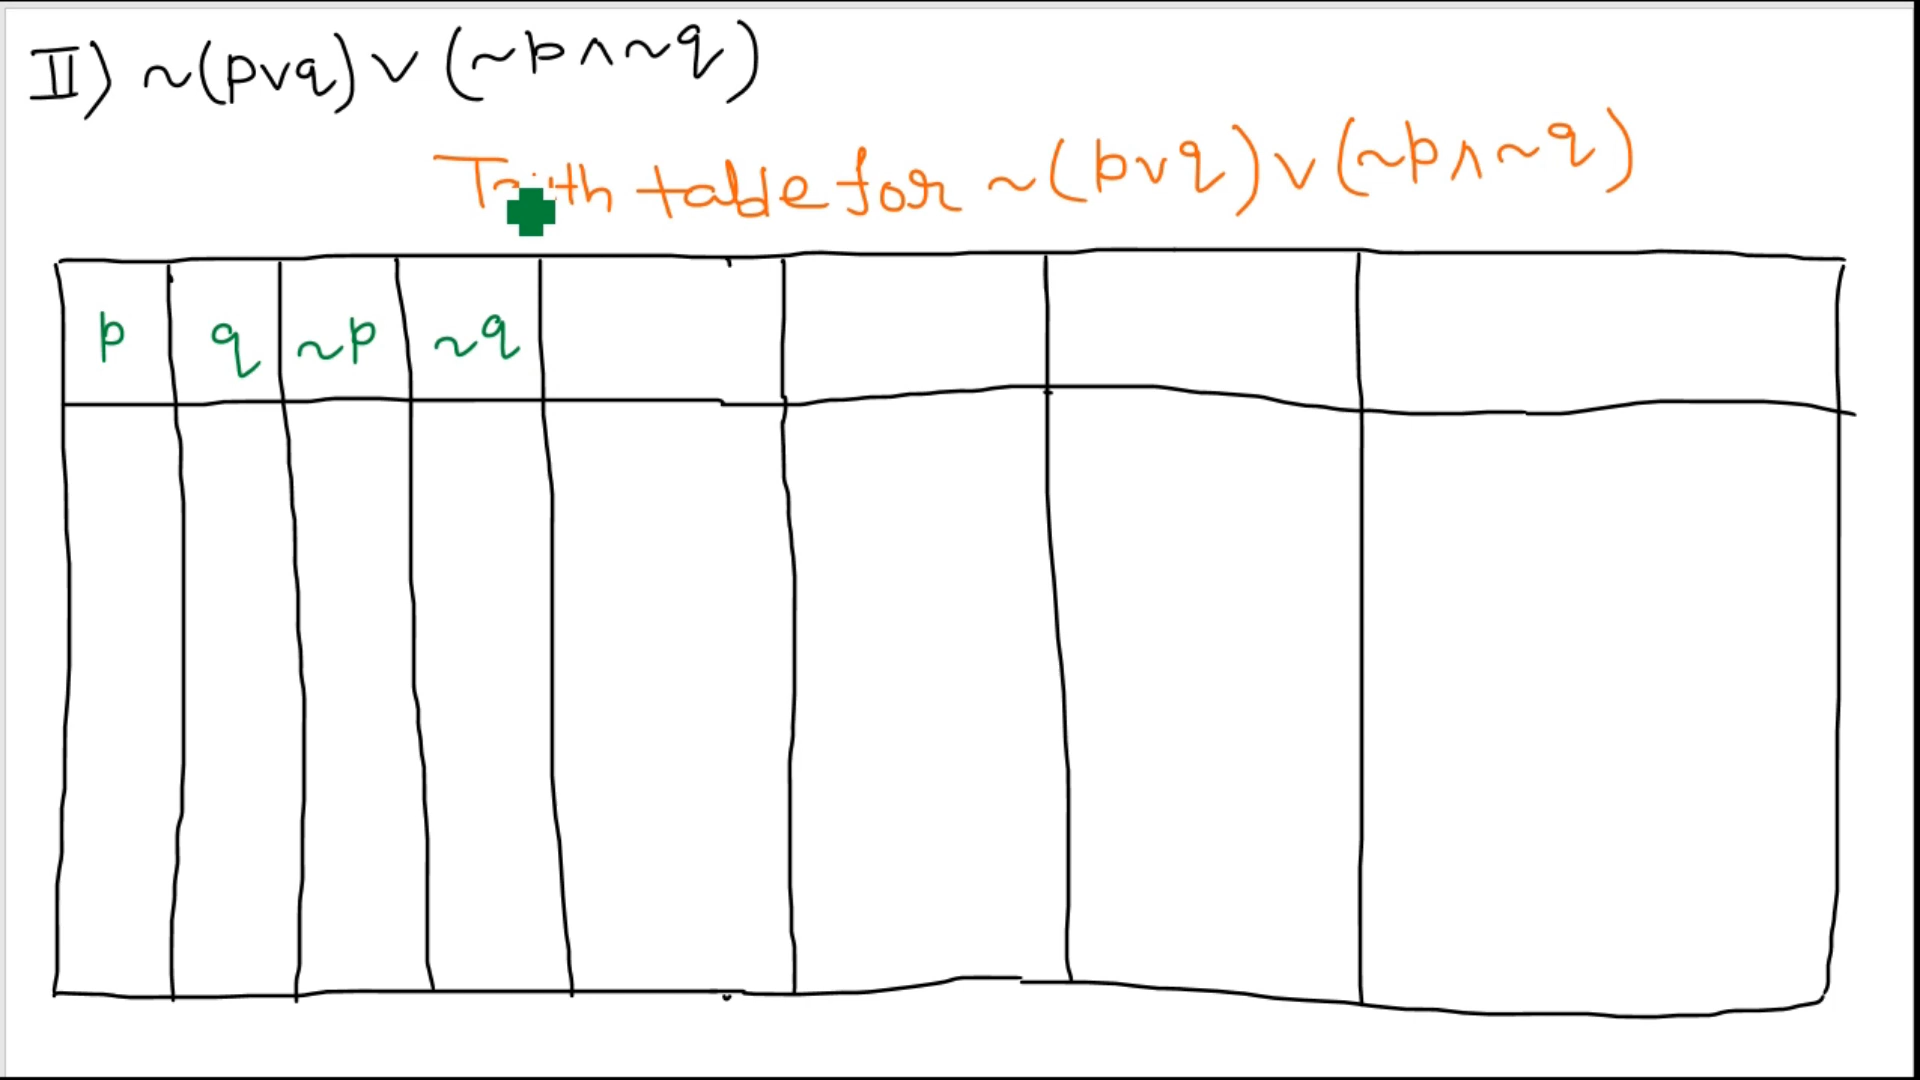 II) ~(p∨q) ∨ (~p ∧ ~q)
Truth table for ~(p∨q) ∨ (~p ∧ ~q)
p q ~p ~q